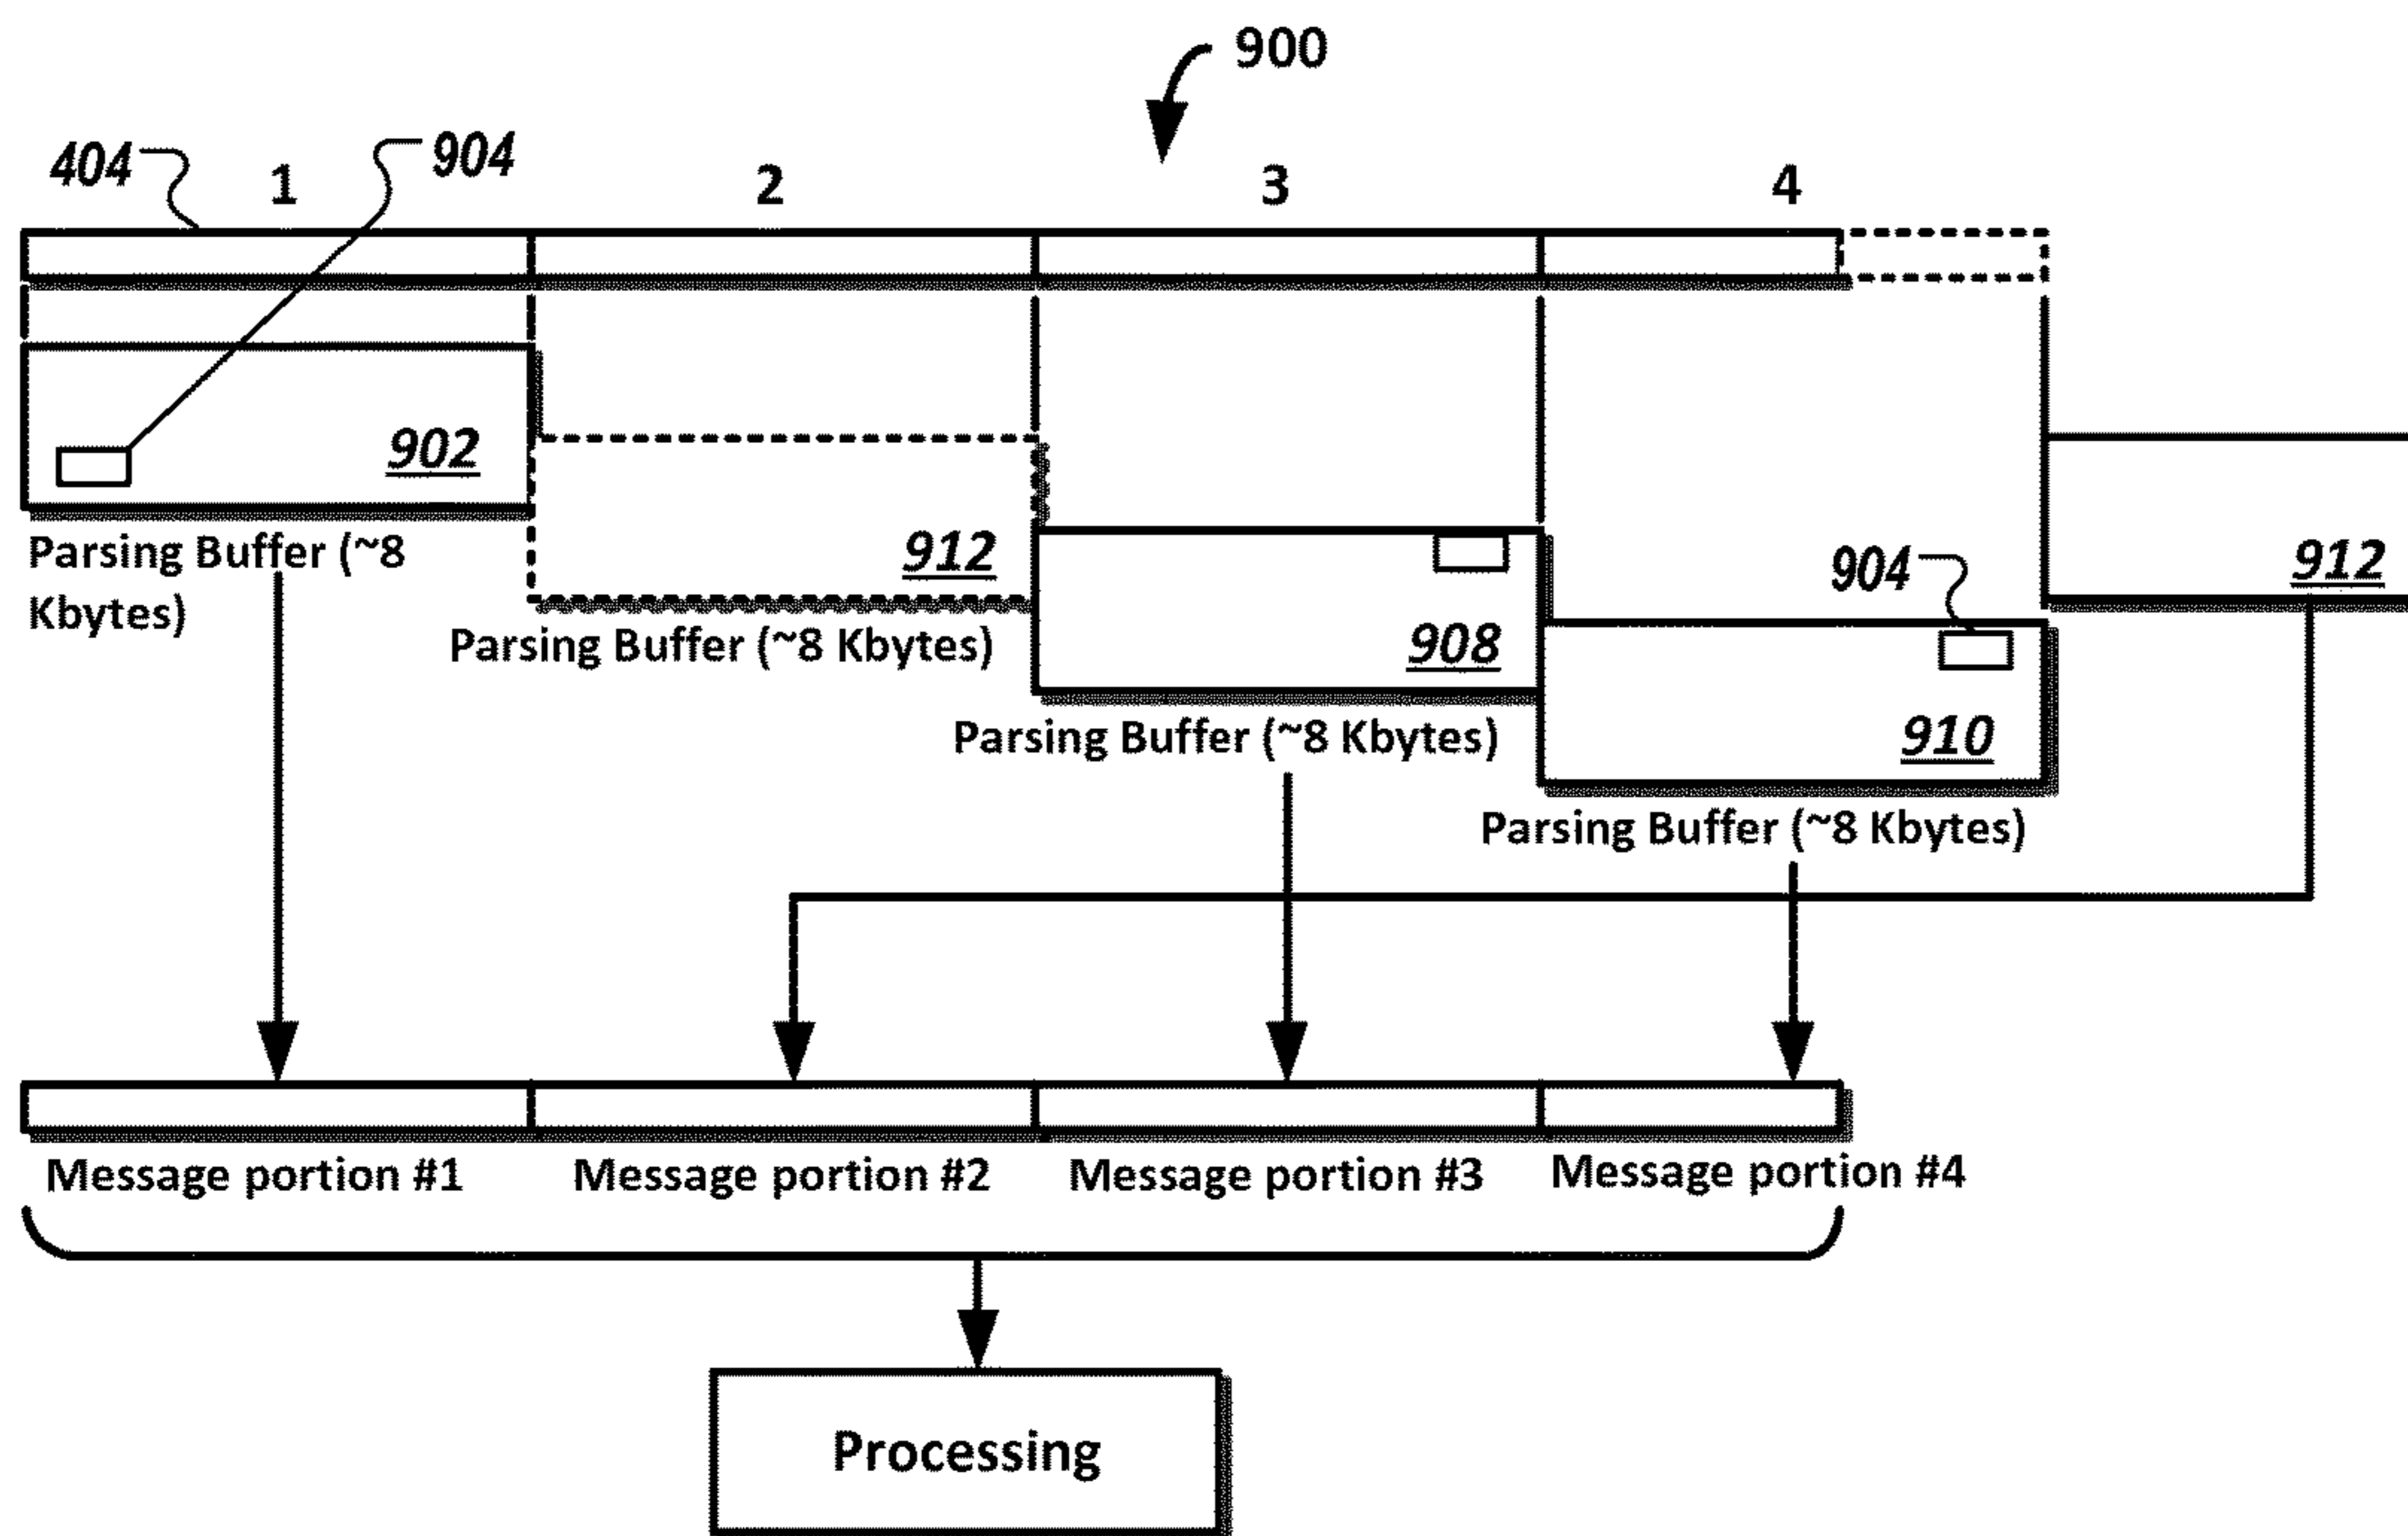 900
404
904
1
2
3
4
902
912
912
Parsing Buffer (~8
Kbytes)
904
Parsing Buffer (~8 Kbytes)
908
Parsing Buffer (~8 Kbytes)
910
Parsing Buffer (~8 Kbytes)
Message portion #1
Message portion #2
Message portion #3
Message portion #4
Processing